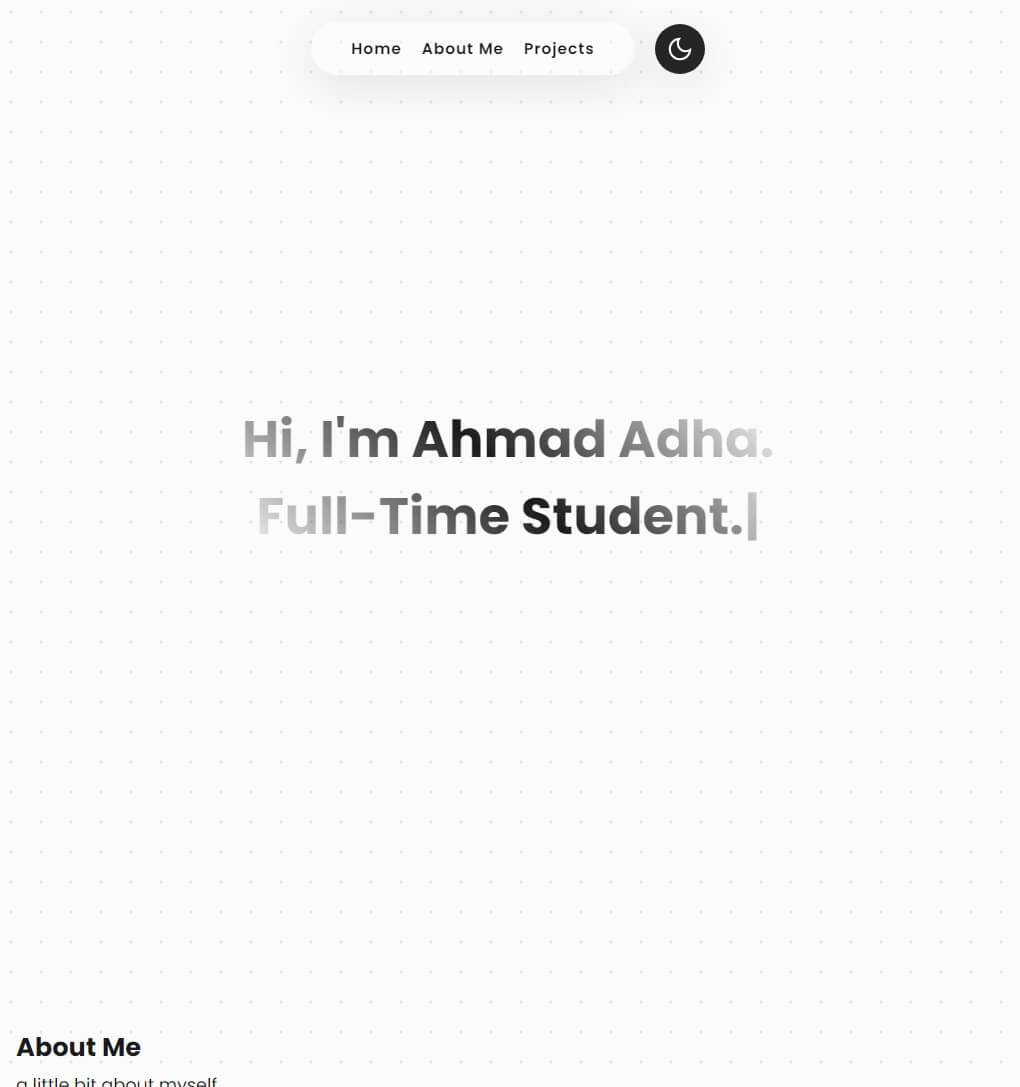 Home About Me Projects
Hi, I'm Ahmad Adha.
Full-Time Student.|
About Me
a little bit about myself